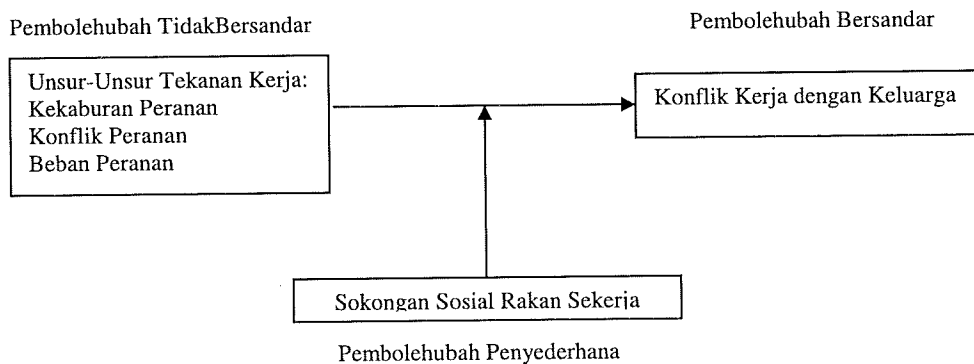 Pembolehubah TidakBersandar
Pembolehubah Bersandar
Unsur-Unsur Tekanan Kerja:
Kekaburan Peranan
Konflik Peranan
Beban Peranan
Konflik Kerja dengan Keluarga
Sokongan Sosial Rakan Sekerja
Pembolehubah Penyederhana